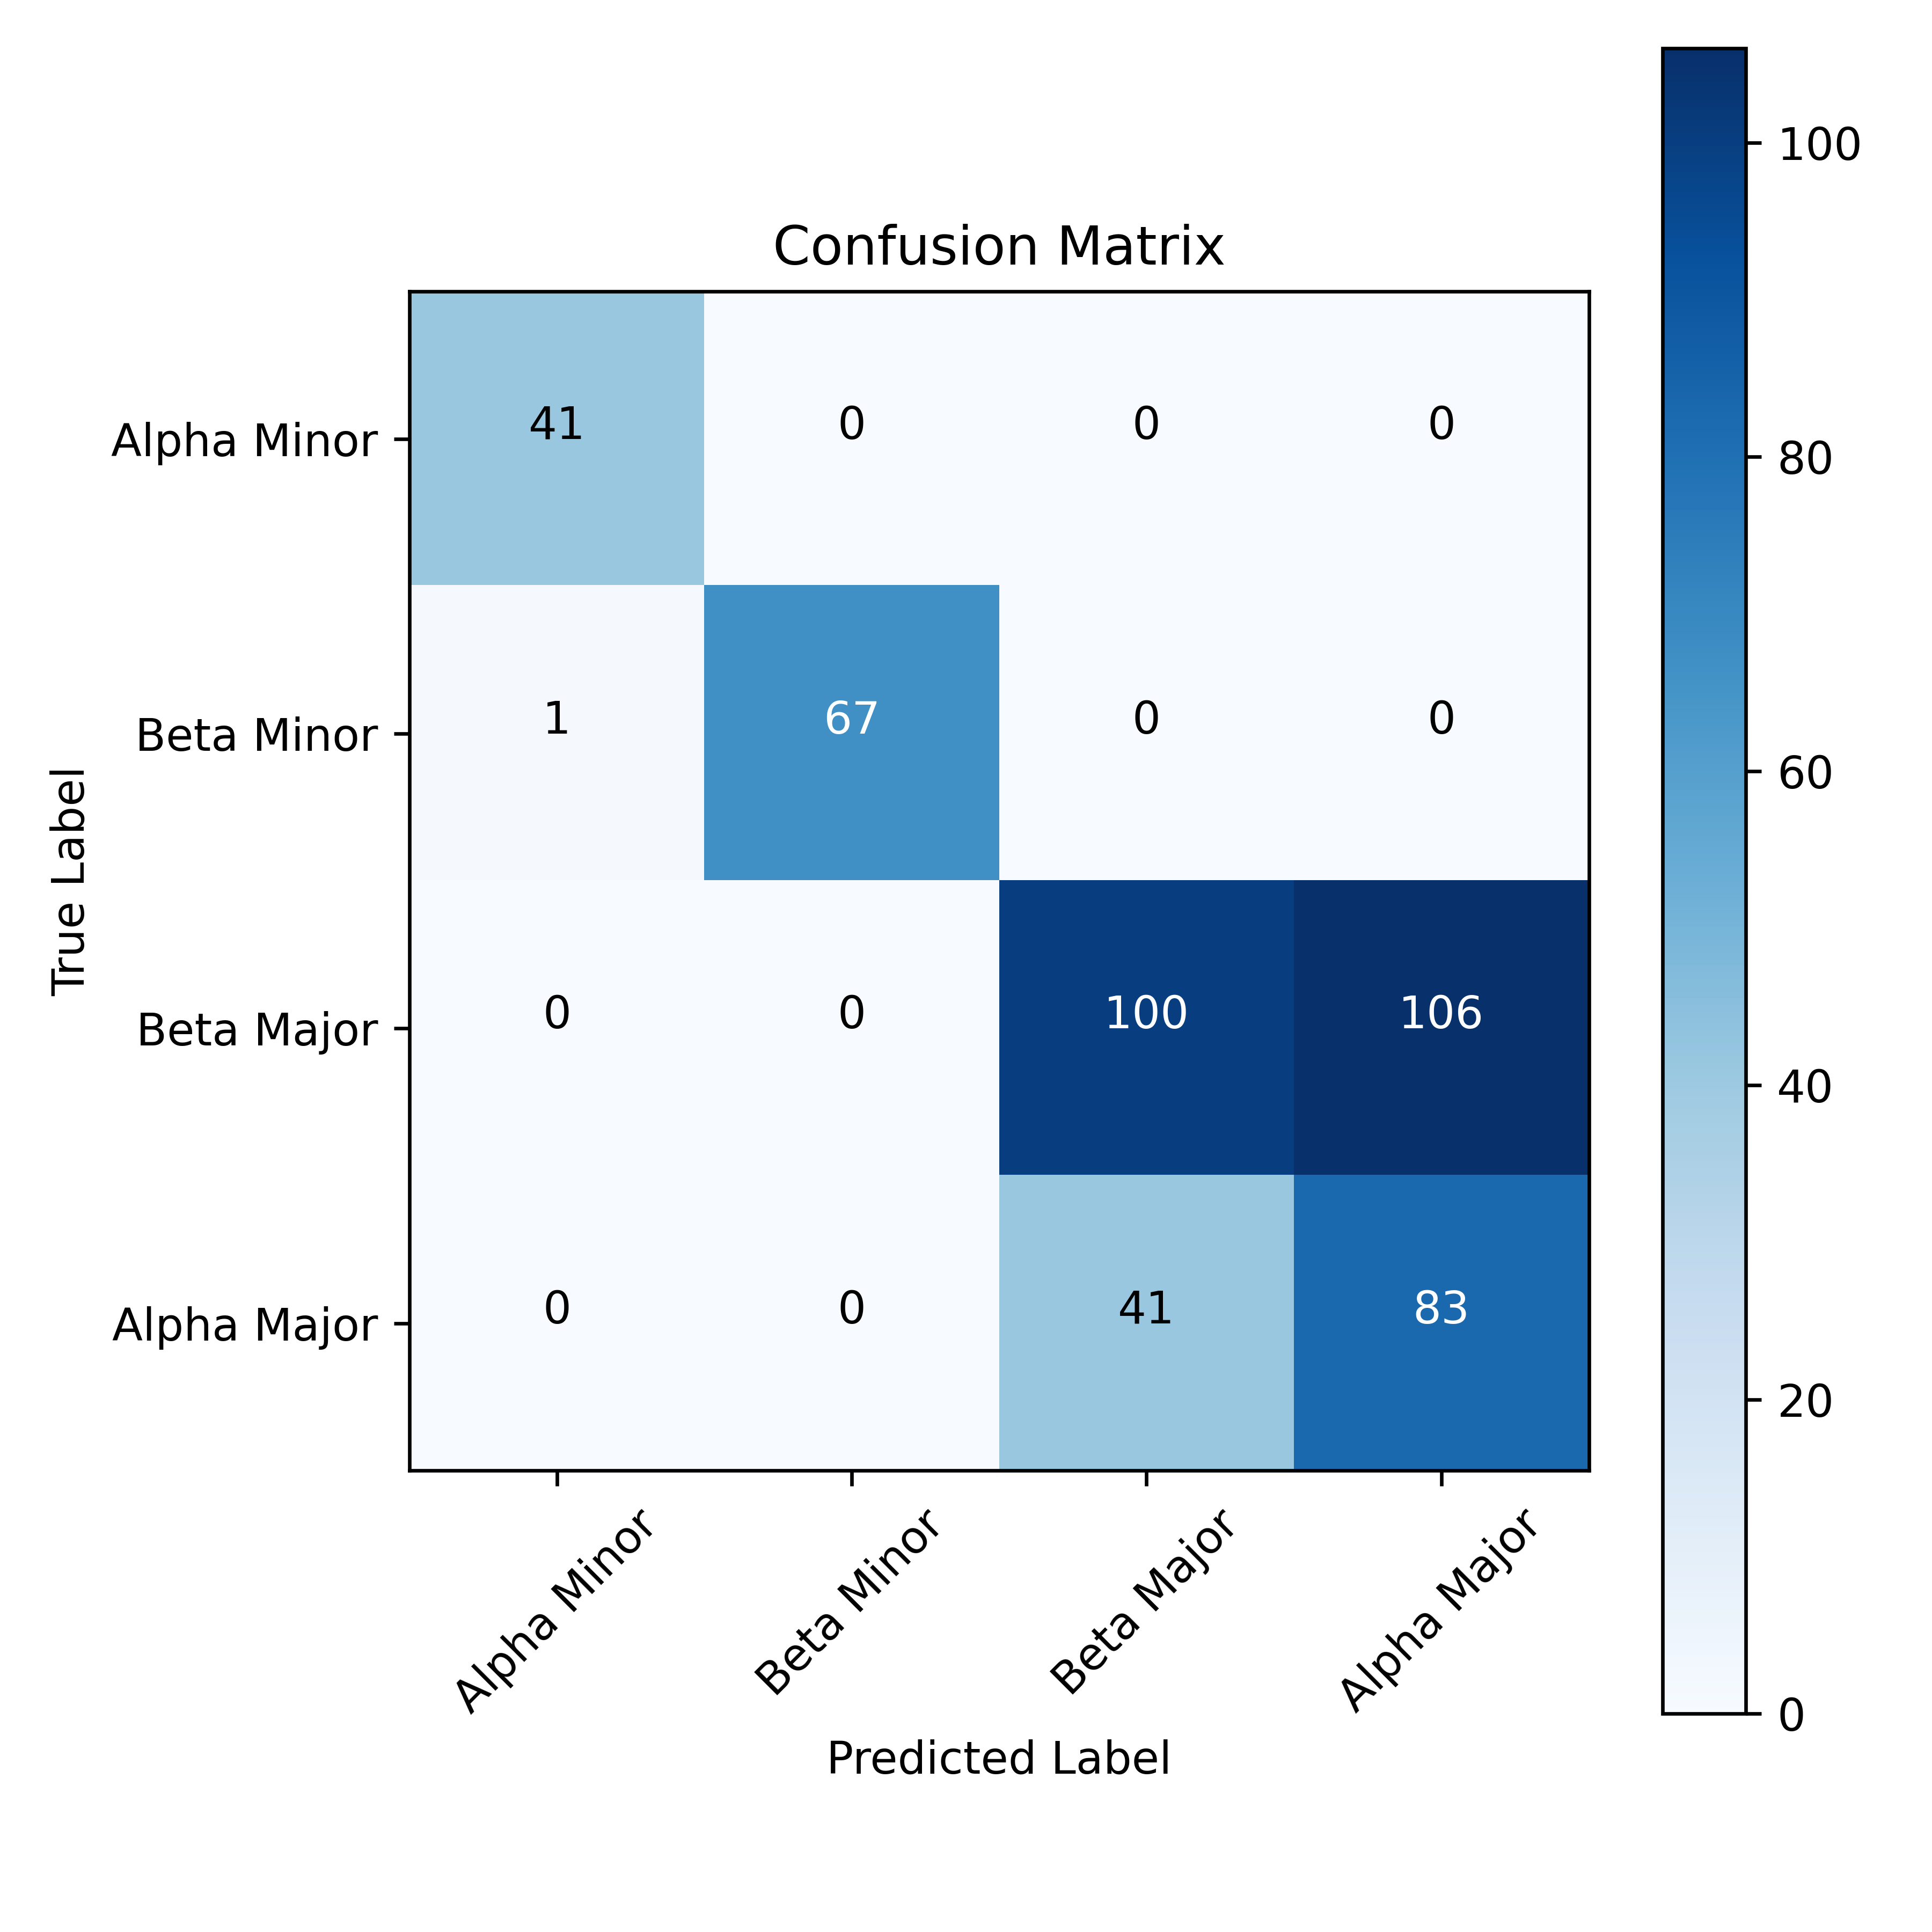 Confusion Matrix
Alpha Minor 41 0 0 0
Beta Minor 1 67 0 0
Beta Major 0 0 100 106
Alpha Major 0 0 41 83
True Label
Alpha Minor Beta Minor Beta Major Alpha Major
Predicted Label
100
80
60
40
20
0